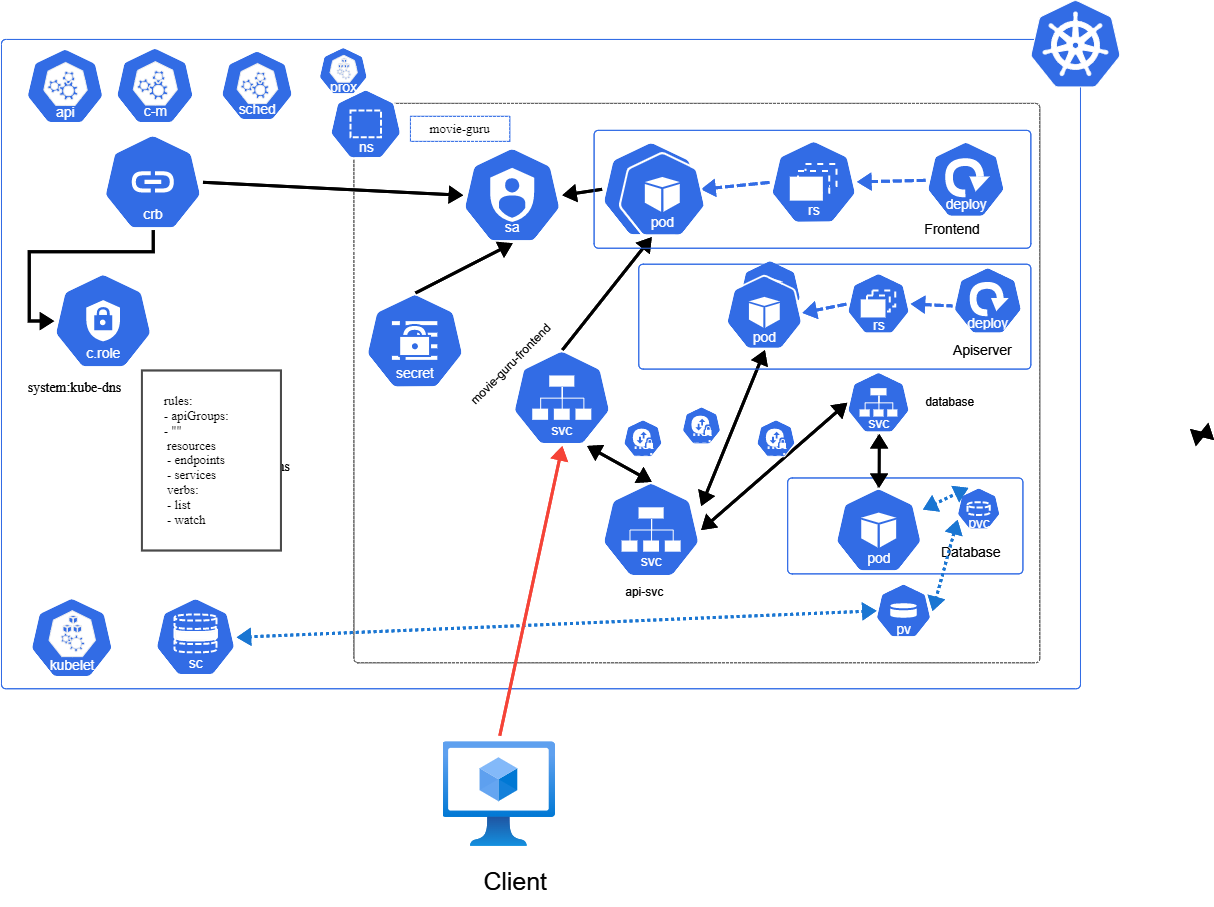 api
c-m
sched
prox
ns
movie-guru
crb
sa
pod
rs
deploy
Frontend
c.role
system:kube-dns
secret
movie-guru-frontend
pod
rs
deploy
Apiserver
rules:
- apiGroups:
- ""
resources
- endpoints
- services
verbs:
- list
- watch
ns
svc
svc
database
svc
api-svc
pod
pvc
Database
kubelet
sc
pv
Client